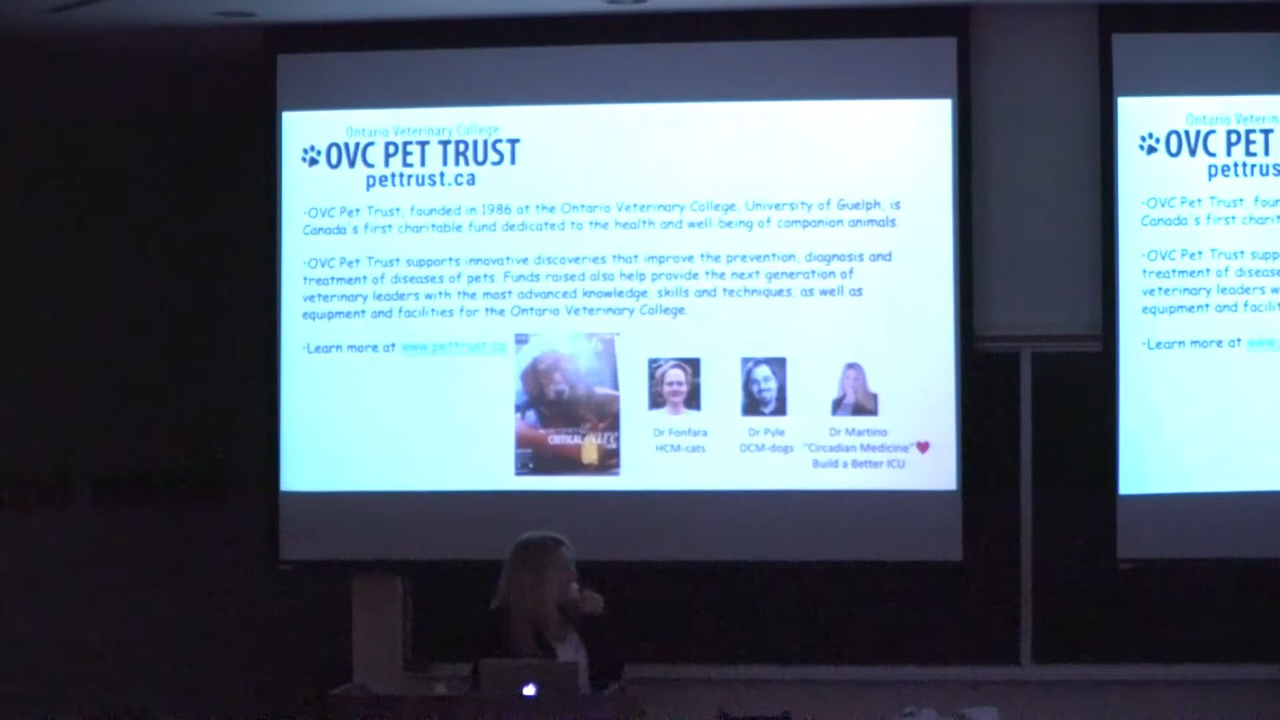 Ontario Veterinary College
OVC PET TRUST
pettrust.ca
·OVC Pet Trust, founded in 1986 at the Ontario Veterinary College, University of Guelph, is
Canada's first charitable fund dedicated to the health and well-being of companion animals.
·OVC Pet Trust supports innovative discoveries that improve the prevention, diagnosis and
treatment of diseases of pets. Funds raised also help provide the next generation of
veterinary leaders with the most advanced knowledge, skills and techniques, as well as
equipment and facilities for the Ontario Veterinary College.
·Learn more at www.pettrust.ca
CRITICAL care
Dr Fonfara
HCM-cats
Dr Pyle
DCM-dogs
Dr Martino
"Circadian Medicine"
Build a Better ICU
Ontario Veterin
OVC PET
pettrus
·OVC Pet Trust, foun
Canada's first chari
·OVC Pet Trust supp
treatment of disease
veterinary leaders w
equipment and facilit
·Learn more at www.